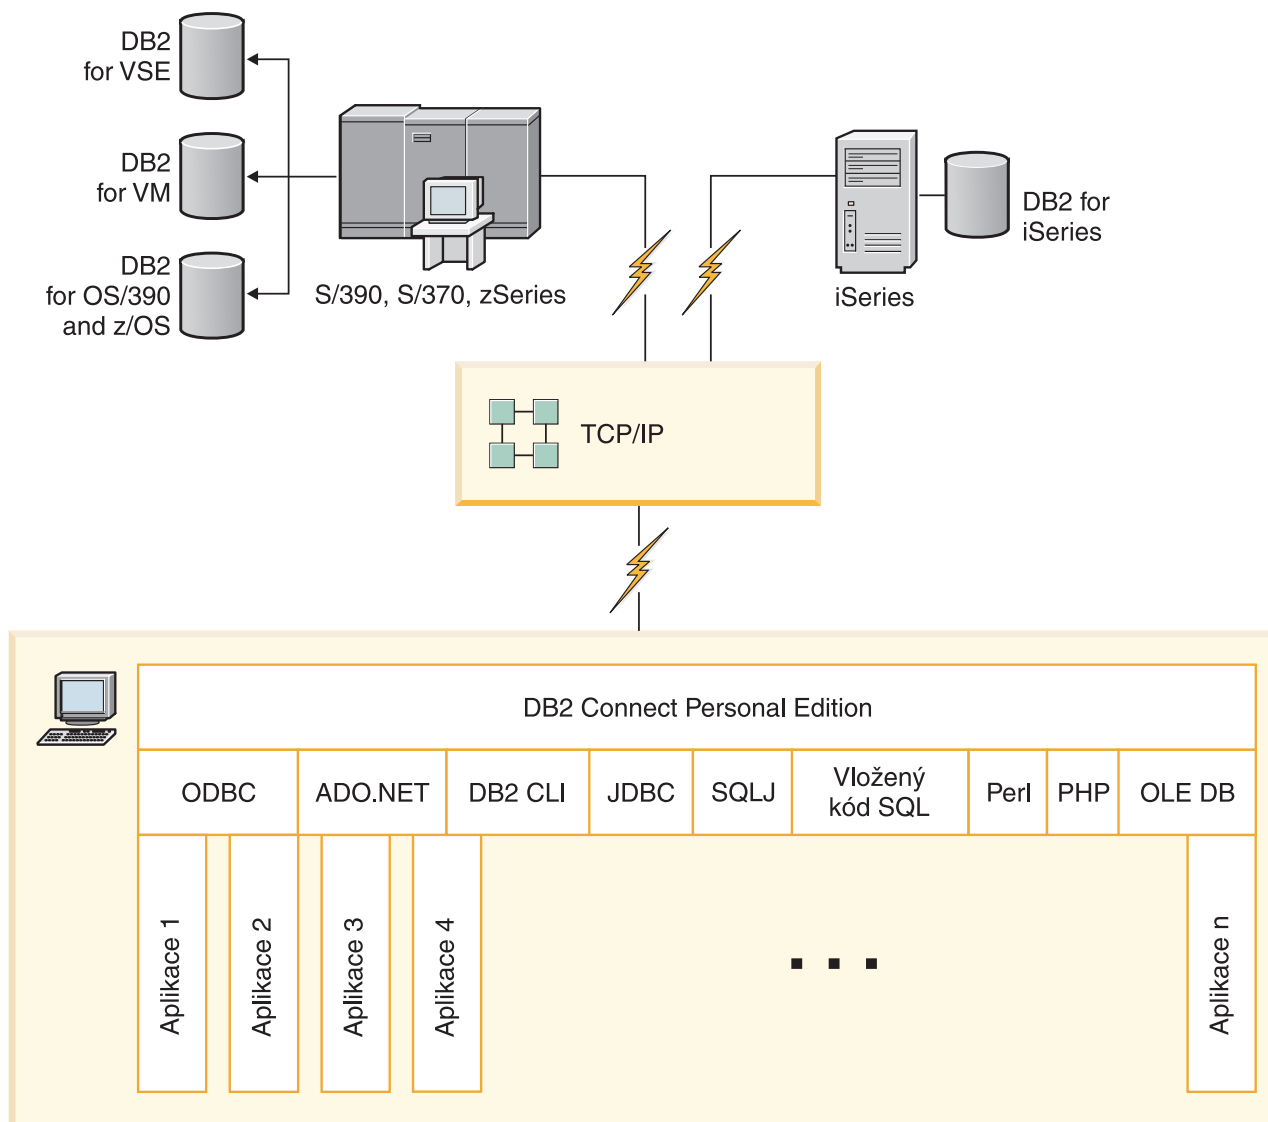 DB2
for VSE
DB2
for VM
DB2
for OS/390
and z/OS
S/390, S/370, zSeries
iSeries
DB2 for
iSeries
TCP/IP
DB2 Connect Personal Edition
ODBC
ADO.NET
DB2 CLI
JDBC
SQLJ
Vložený
kód SQL
Perl
PHP
OLE DB
Aplikace 1
Aplikace 2
Aplikace 3
Aplikace 4
Aplikace n